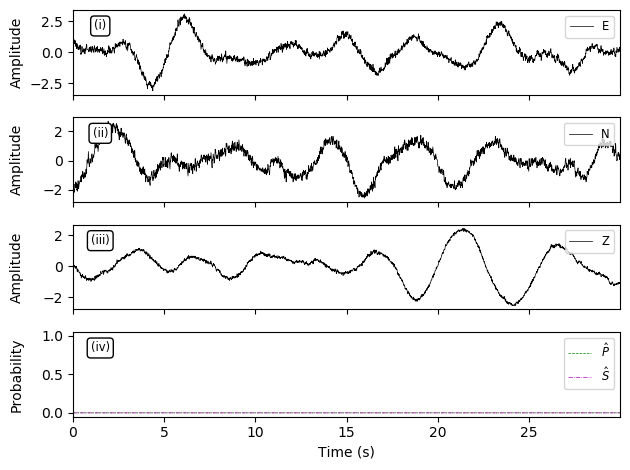 (i)
E
Amplitude
2.5
0.0
−2.5
(ii)
N
Amplitude
2
0
−2
(iii)
Z
Amplitude
2
0
−2
(iv)
P̂
Ŝ
Probability
1.0
0.5
0.0
0 5 10 15 20 25
Time (s)